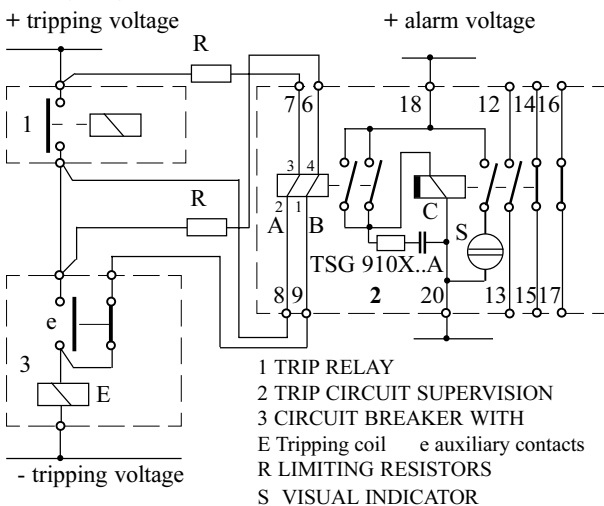 + tripping voltage + alarm voltage
R
7 6 18 12 14 16
1
3 4
R
2 1
A B C
S
TSG 910X..A
e
8 9 2 20 13 15 17
3
E
1 TRIP RELAY
2 TRIP CIRCUIT SUPERVISION
3 CIRCUIT BREAKER WITH
E Tripping coil e auxiliary contacts
- tripping voltage
R LIMITING RESISTORS
S VISUAL INDICATOR